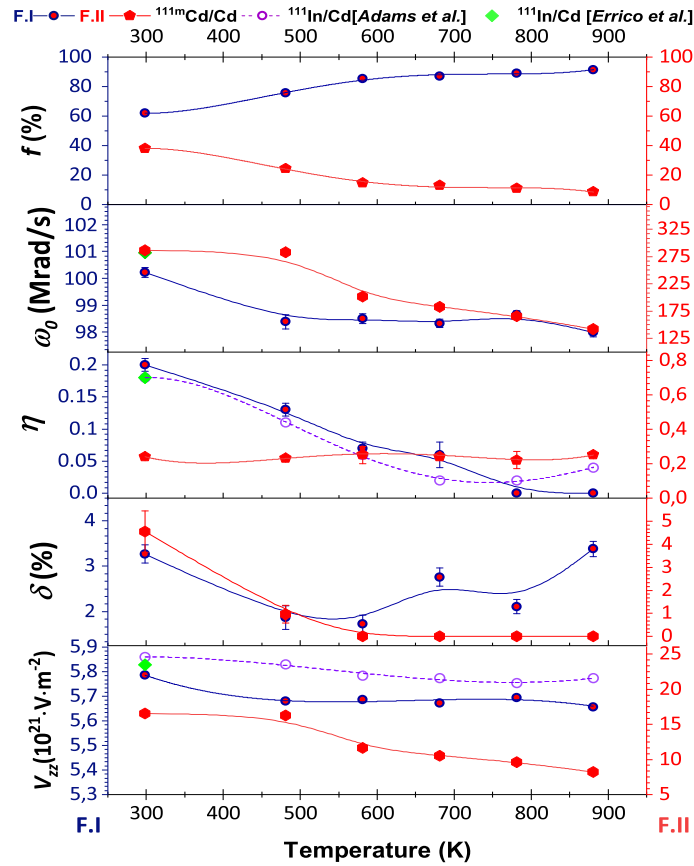 F.I F.II ¹¹¹ᵐCd/Cd ¹¹¹In/Cd[Adams et al.] ¹¹¹In/Cd [Errico et al.]
300 400 500 600 700 800 900
100 100
80 80
60 60
40 40
20 20
0 0
f (%)
102 325
101 275
100 225
99 175
98 125
ω₀ (Mrad/s)
0.2 0,8
0.15 0,6
0.1 0,4
0.05 0,2
0.0 0,0
η
4 5
3 4
2 3
2
1
0
δ (%)
5,9 25
5,8 20
5,7 15
5,6 10
5,5 5
5,4
5,3
V_zz(10²¹·V·m⁻²)
300 400 500 600 700 800 900
F.I F.II
Temperature (K)